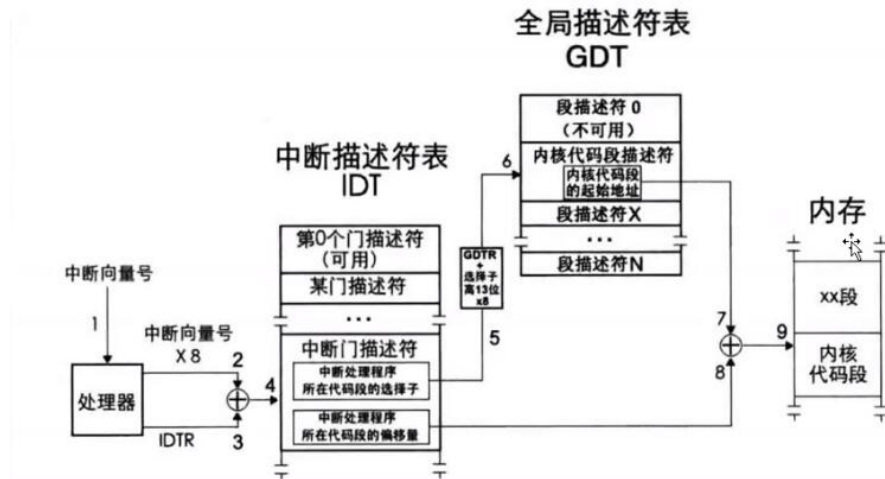 全局描述符表
GDT
段描述符 0
（不可用）
内核代码段描述符
内核代码段
的起始地址
段描述符X
...
段描述符N
中断描述符表
IDT
第0个门描述符
（可用）
某门描述符
...
中断门描述符
中断处理程序
所在代码段的选择子
中断处理程序
所在代码段的偏移量
中断向量号
1
处理器
中断向量号
X 8
2
IDTR
3
4
5
GDTR
+
选择子
高13位
x8
6
7
8
9
内存
xx段
内核
代码段